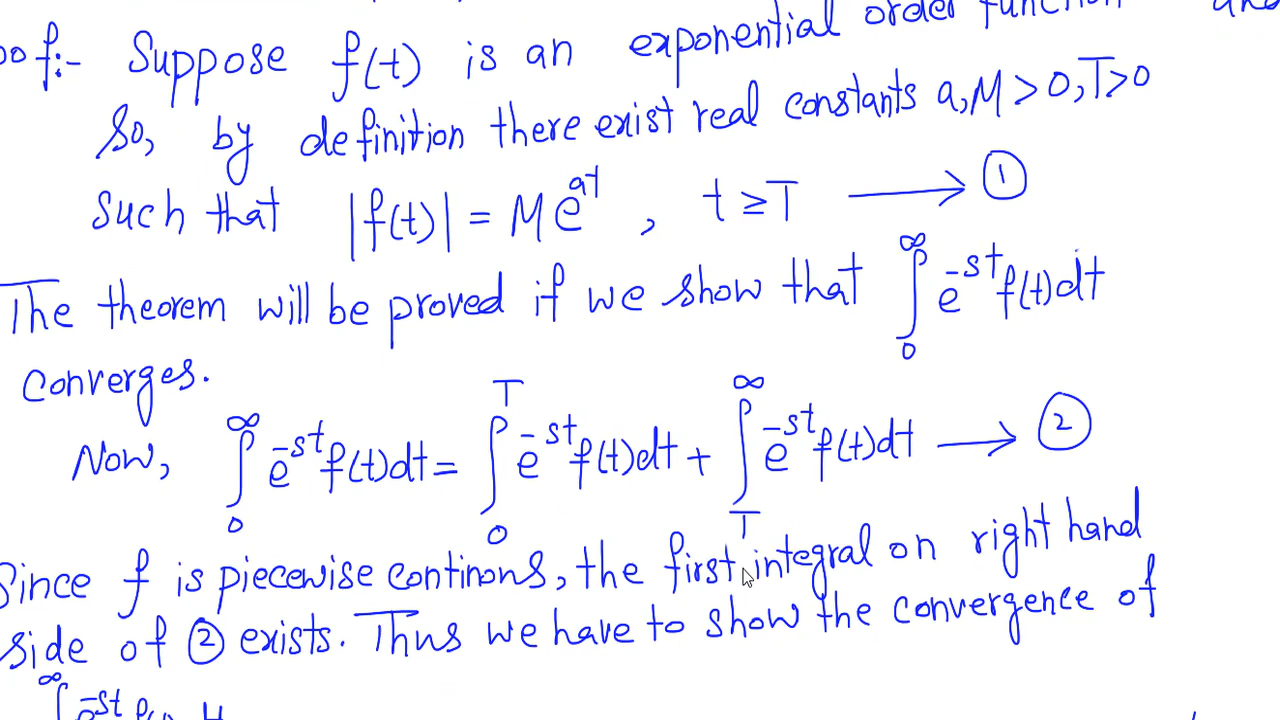 oof:- Suppose f(t) is an exponential order function
So, by definition there exist real constants a, M > 0, T > 0
Such that |f(t)| = M e^{at} , t ≥ T ⟶ ①
The theorem will be proved if we show that ∫_0^∞ e^{-st} f(t)dt
Converges.
Now, ∫_0^∞ e^{-st} f(t)dt = ∫_0^T e^{-st} f(t)dt + ∫_T^∞ e^{-st} f(t)dt ⟶ ②
Since f is piecewise continons, the first integral on right hand
side of ② exists. Thus we have to show the convergence of